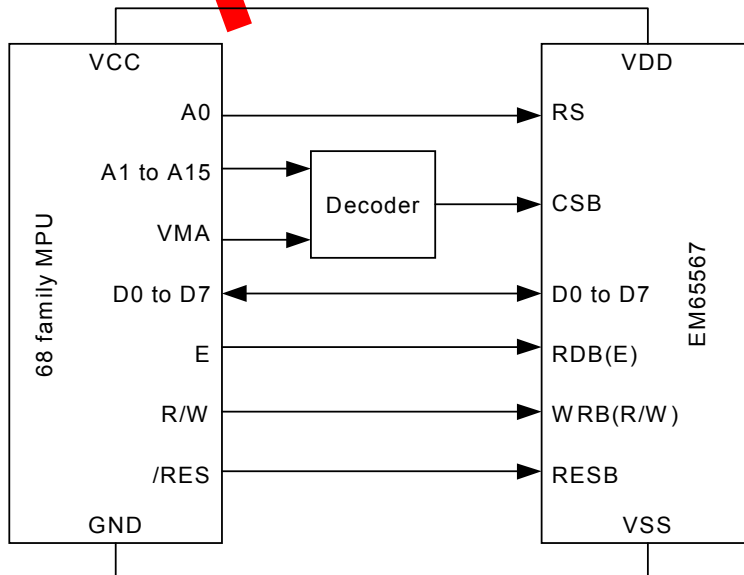 VCC
VDD
A0
RS
A1 to A15
Decoder
CSB
VMA
68 family MPU
D0 to D7
D0 to D7
EM65567
E
RDB(E)
R/W
WRB(R/W)
/RES
RESB
GND
VSS